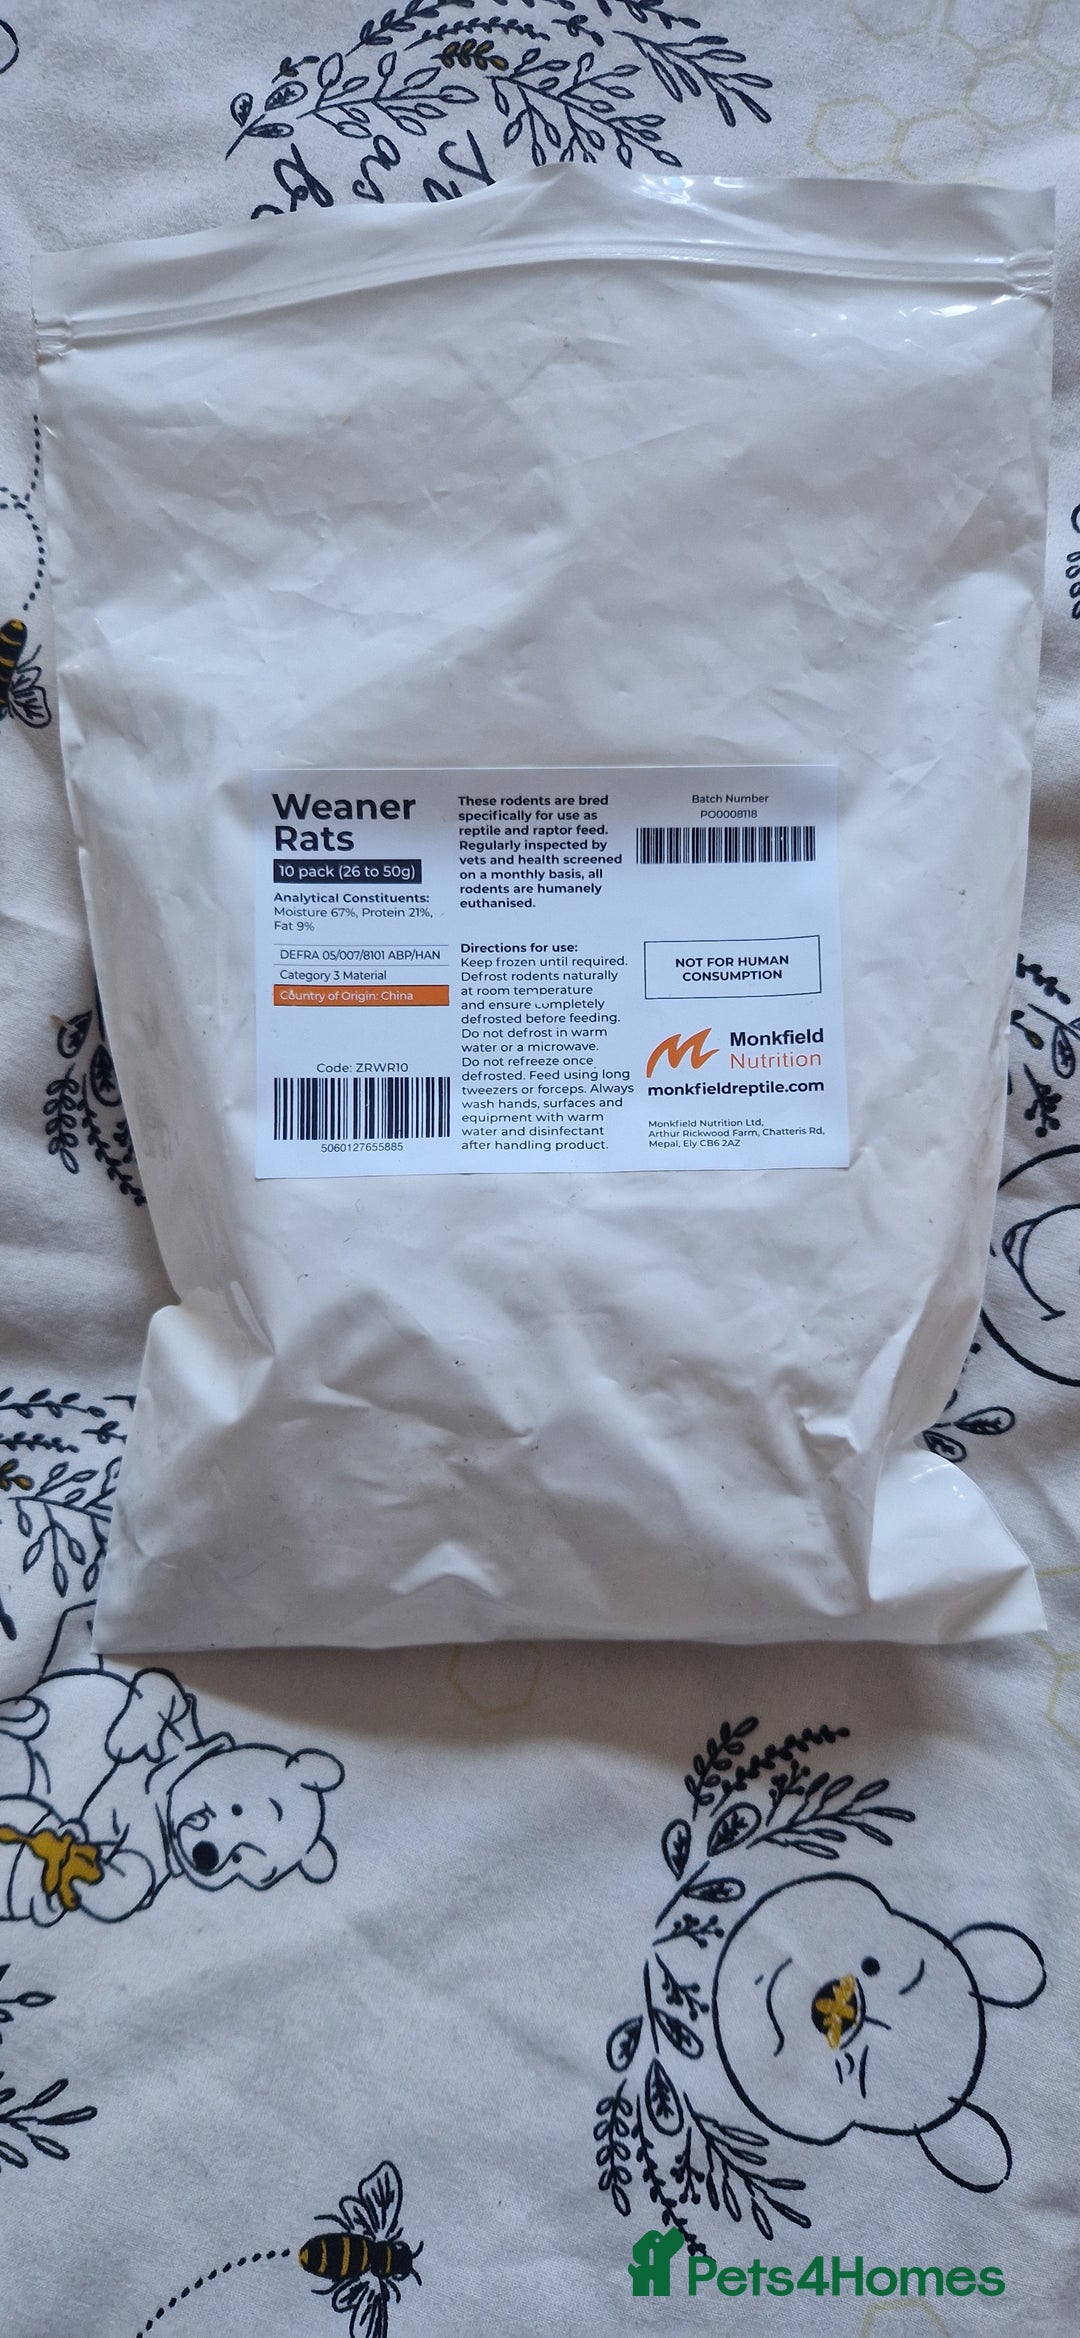 Weaner
Rats
10 pack (26 to 50g)
Analytical Constituents:
Moisture 67%, Protein 21%,
Fat 9%
DEFRA 05/007/8101 ABP/HAN
Category 3 Material
Country of Origin: China
Code: ZRWR10
5060127655885
These rodents are bred
specifically for use as
reptile and raptor feed.
Regularly inspected by
vets and health screened
on a monthly basis, all
rodents are humanely
euthanised.
Directions for use:
Keep frozen until required.
Defrost rodents naturally
at room temperature
and ensure completely
defrosted before feeding.
Do not defrost in warm
water or a microwave.
Do not refreeze once
defrosted. Feed using long
tweezers or forceps. Always
wash hands, surfaces and
equipment with warm
water and disinfectant
after handling product.
Batch Number
PO0008118
NOT FOR HUMAN
CONSUMPTION
Monkfield
Nutrition
monkfieldreptile.com
Monkfield Nutrition Ltd,
Arthur Rickwood Farm, Chatteris Rd,
Mepal, Ely CB6 2AZ
Pets4Homes